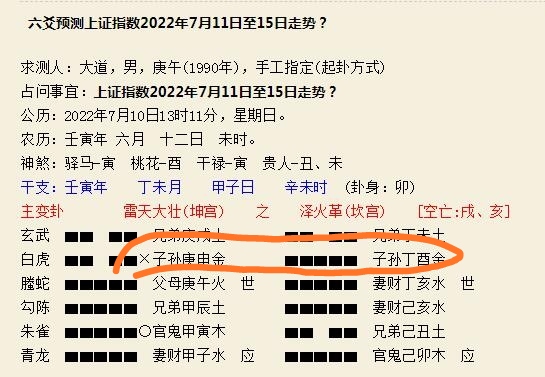 六爻预测上证指数2022年7月11日至15日走势？
求测人：大道，男，庚午(1990年)，手工指定(起卦方式)
占问事宜：上证指数2022年7月11日至15日走势？
公历：2022年7月10日13时11分，星期日。
农历：壬寅年 六月 十二日 未时。
神煞：驿马-寅 桃花-酉 干禄-寅 贵人-丑、未
干支：壬寅年 丁未月 甲子日 辛未时 (卦身：卯)
主变卦 雷天大壮(坤宫) 之 泽火革(坎宫) [空亡:戌、亥]
玄武 兄弟庚戌土 兄弟丁未土
白虎 ×子孙庚申金 子孙丁酉金
螣蛇 父母庚午火 世 妻财丁亥水 世
勾陈 兄弟甲辰土 妻财己亥水
朱雀 ○官鬼甲寅木 兄弟己丑土
青龙 妻财甲子水 应 官鬼己卯木 应